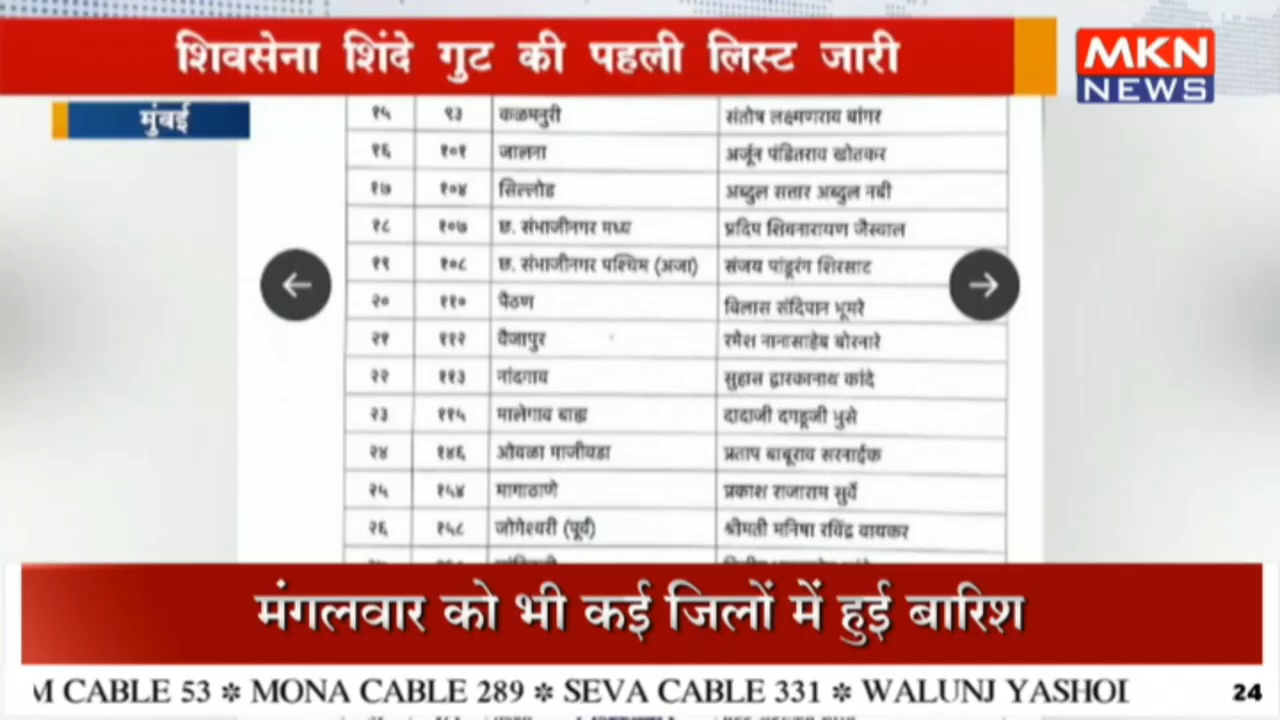 शिवसेना शिंदे गुट की पहली लिस्ट जारी
MKN
NEWS
मुंबई
१५ ९३ कळमनुरी संतोष लक्ष्मणराव बांगर
१६ १०१ जालना अर्जून पंडितराव खोतकर
१७ १०४ सिल्लोड अब्दुल सत्तार अब्दुल नबी
१८ १०७ छ. संभाजीनगर मध्य प्रदिप शिवनारायण जैस्वाल
१९ १०८ छ. संभाजीनगर पश्चिम (अजा) संजय पांडूरंग शिरसाट
२० ११० पैठण विलास संदिपान भूमरे
२१ ११२ वैजापुर रमेश नानासाहेब बोरनारे
२२ ११३ नांदगाव सुहास द्वारकानाथ कांदे
२३ ११५ मालेगाव बाह्य दादाजी दगडूजी भुसे
२४ १४६ ओवळा माजीवडा प्रताप बाबूराव सरनाईक
२५ १५४ मागाठाणे प्रकाश राजाराम सुर्वे
२६ १५८ जोगेश्वरी (पूर्व) श्रीमती मनिषा रविंद्र वायकर
मंगलवार को भी कई जिलों में हुई बारिश
M CABLE 53 ✲ MONA CABLE 289 ✲ SEVA CABLE 331 ✲ WALUNJ 24